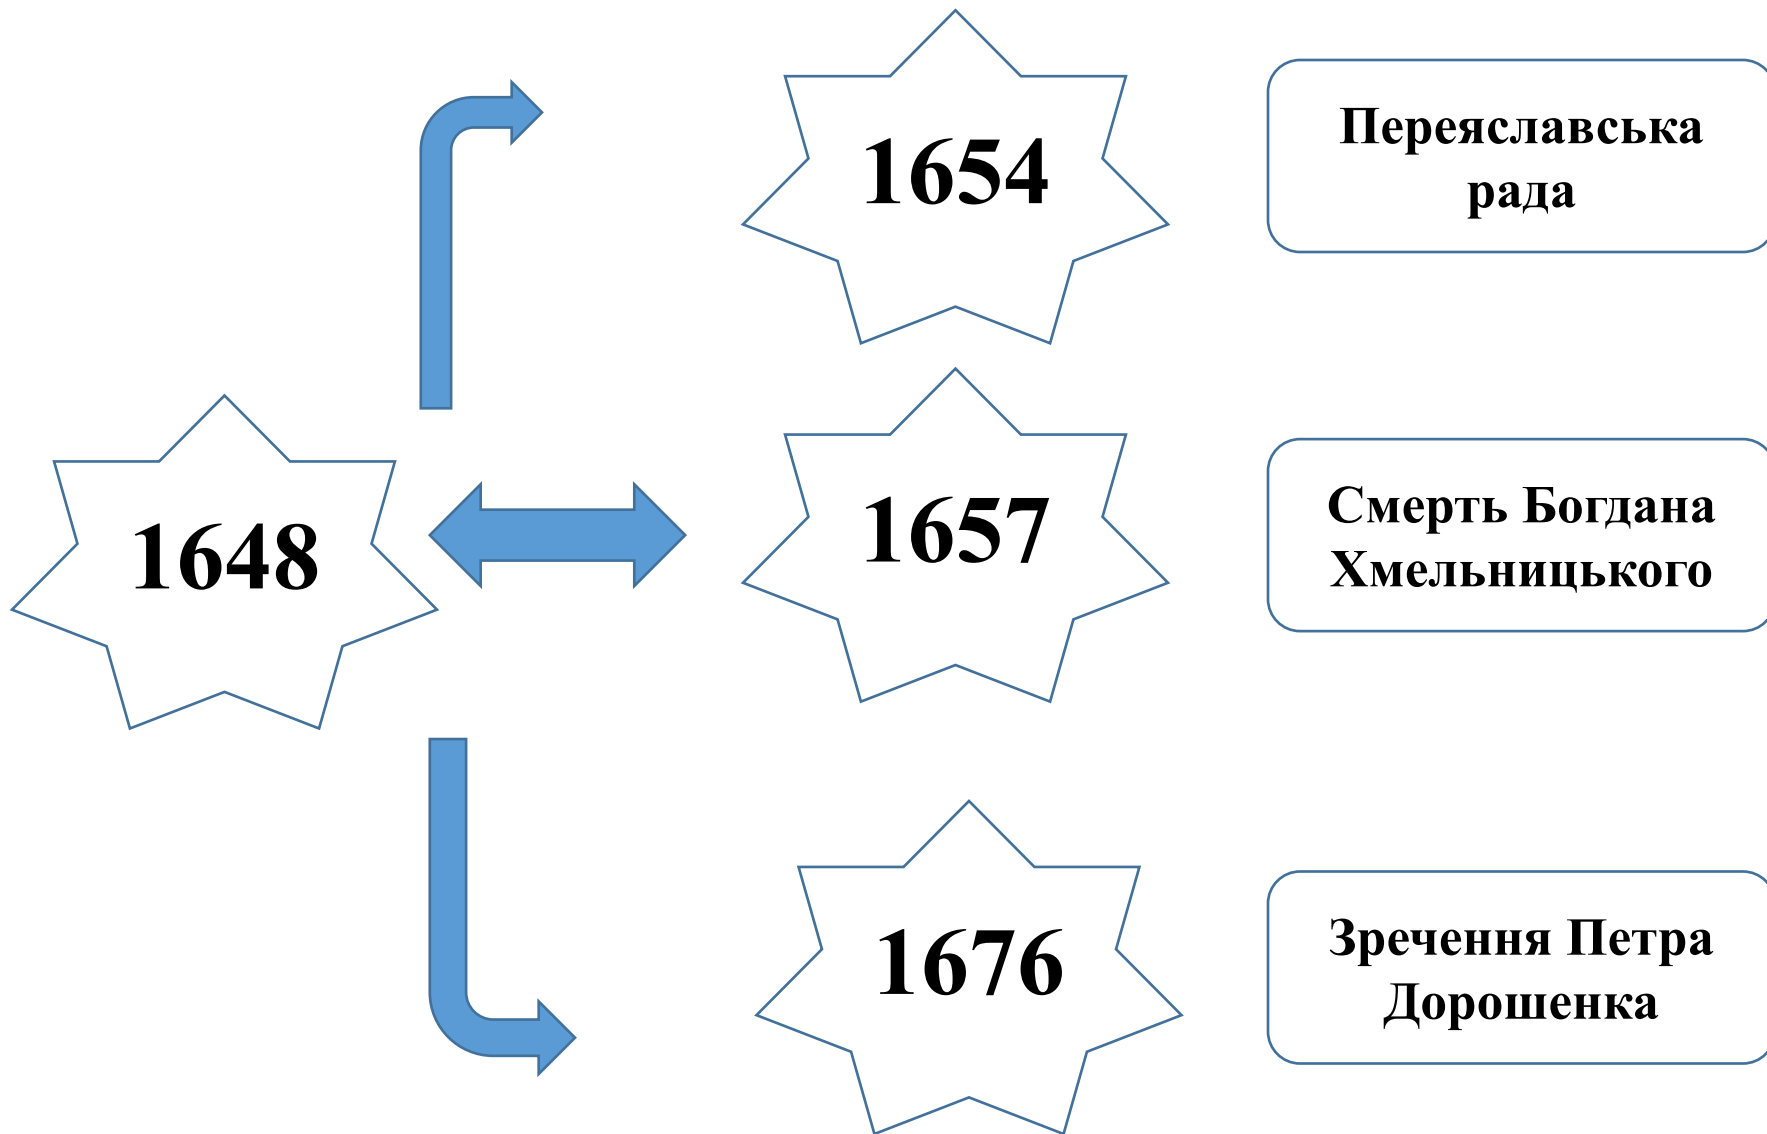 1654
Переяславська
рада
1648
1657
Смерть Богдана
Хмельницького
1676
Зречення Петра
Дорошенка